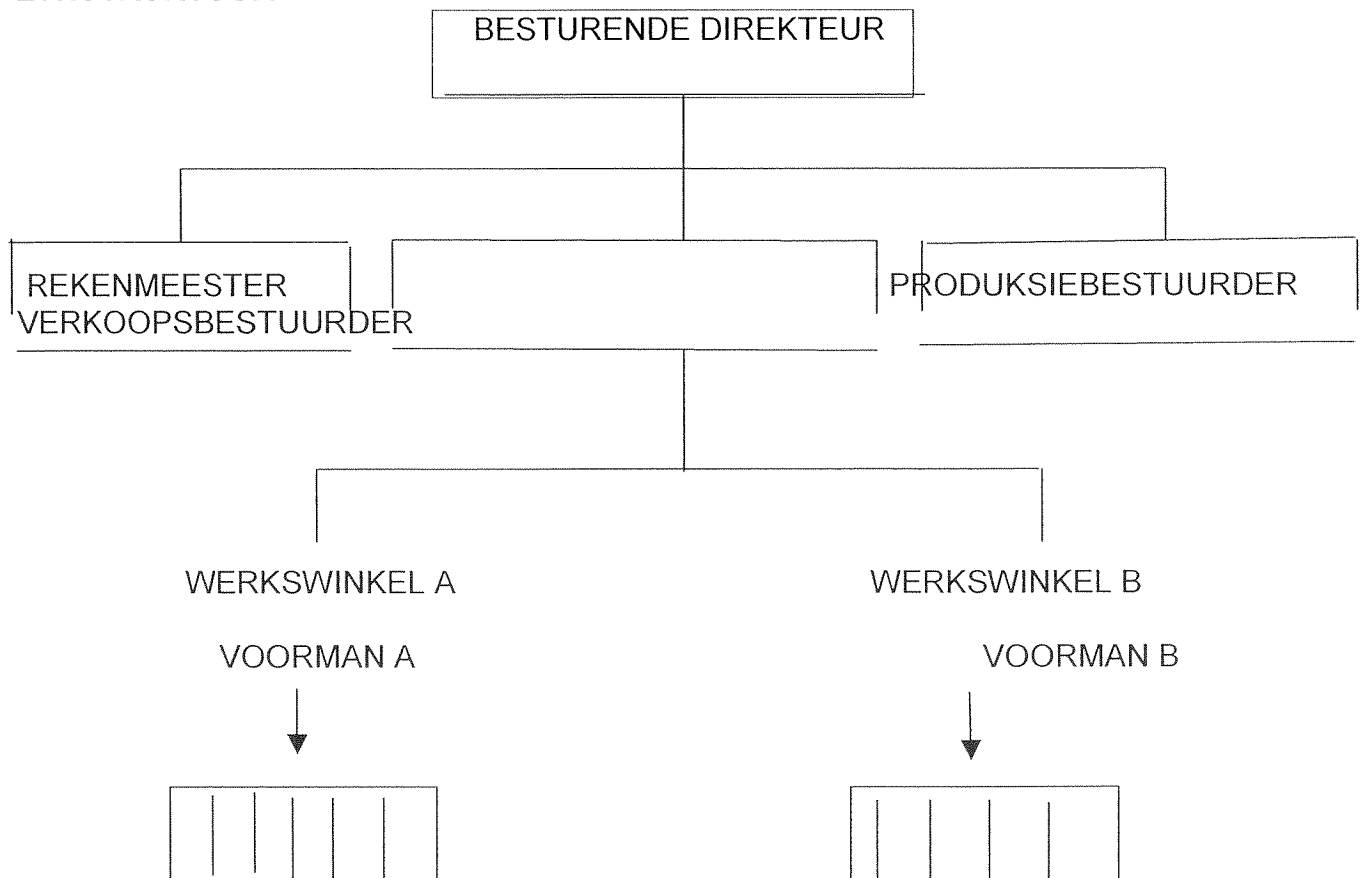 BESTURENDE DIREKTEUR
REKENMEESTER PRODUKSIEBESTUURDER
VERKOOPSBESTUURDER
WERKSWINKEL A WERKSWINKEL B
VOORMAN A VOORMAN B